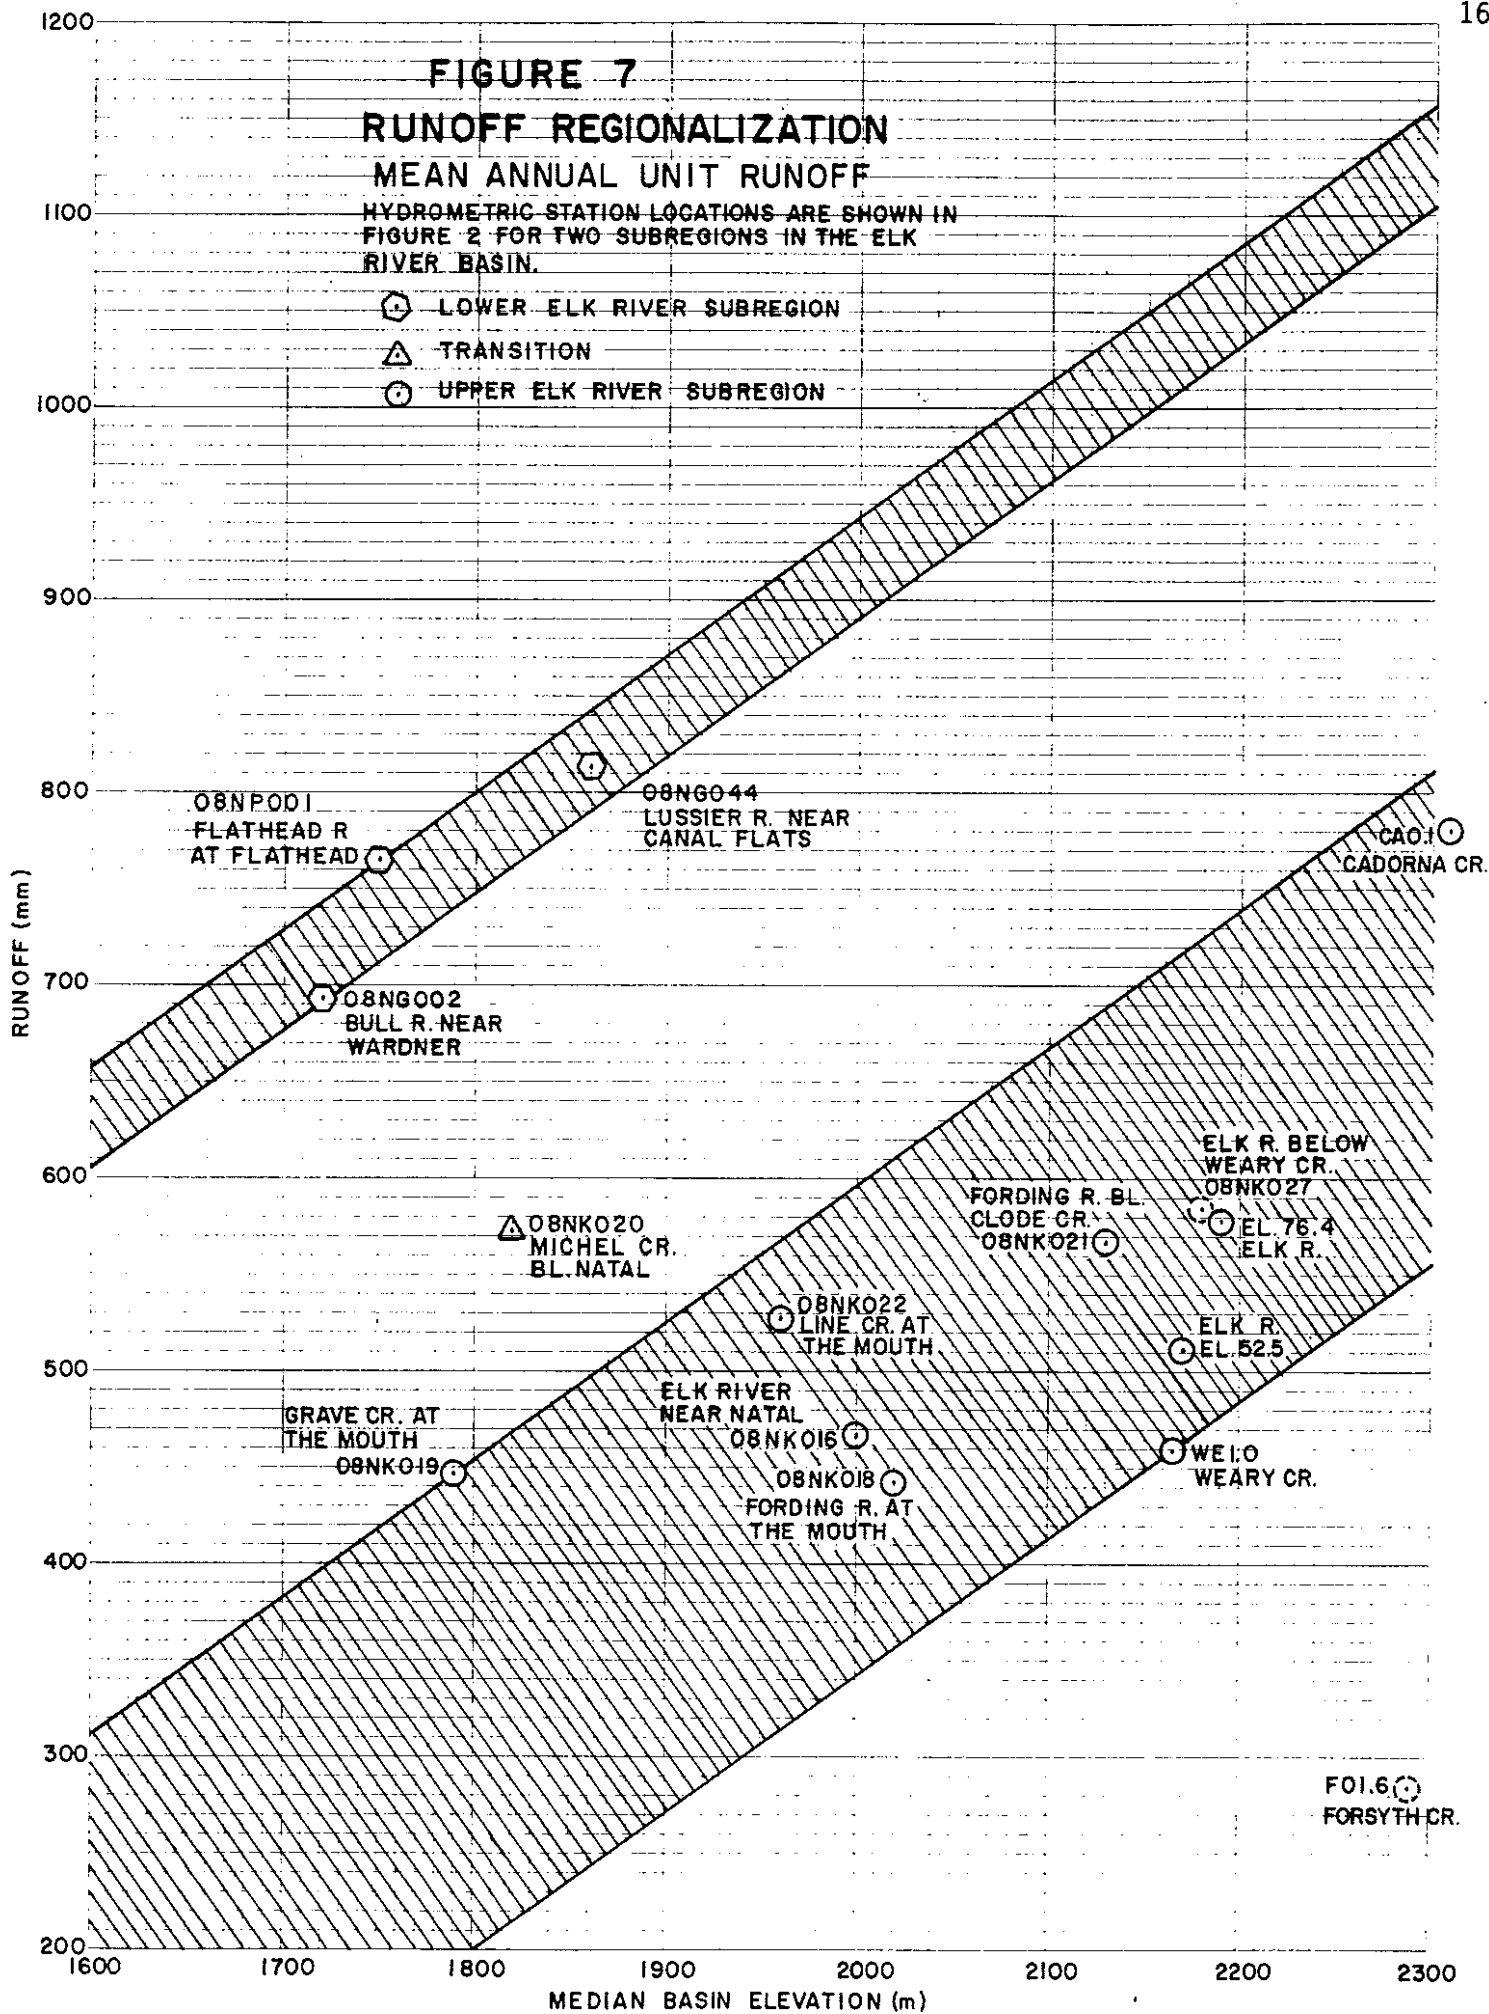 16
1200
FIGURE 7
RUNOFF REGIONALIZATION
MEAN ANNUAL UNIT RUNOFF
HYDROMETRIC STATION LOCATIONS ARE SHOWN IN
FIGURE 2 FOR TWO SUBREGIONS IN THE ELK
RIVER BASIN.
LOWER ELK RIVER SUBREGION
TRANSITION
UPPER ELK RIVER SUBREGION
1100
1000
900
800
700
600
500
400
300
200
RUNOFF (mm)
08NP001
FLATHEAD R
AT FLATHEAD
08NG044
LUSSIER R. NEAR
CANAL FLATS
08NG002
BULL R. NEAR
WARDNER
CA0.1
CADORNA CR.
ELK R. BELOW
WEARY CR.
08NK027
FORDING R. BL.
CLODE CR.
08NK021
EL. 76.4
ELK R.
08NK020
MICHEL CR.
BL. NATAL
08NK022
LINE CR. AT
THE MOUTH
ELK R.
EL.52.5
ELK RIVER
NEAR NATAL
08NK016
GRAVE CR. AT
THE MOUTH
08NK019
08NK018
FORDING R. AT
THE MOUTH
WE1.0
WEARY CR.
F01.6
FORSYTH CR.
1600
1700
1800
1900
2000
2100
2200
2300
MEDIAN BASIN ELEVATION (m)